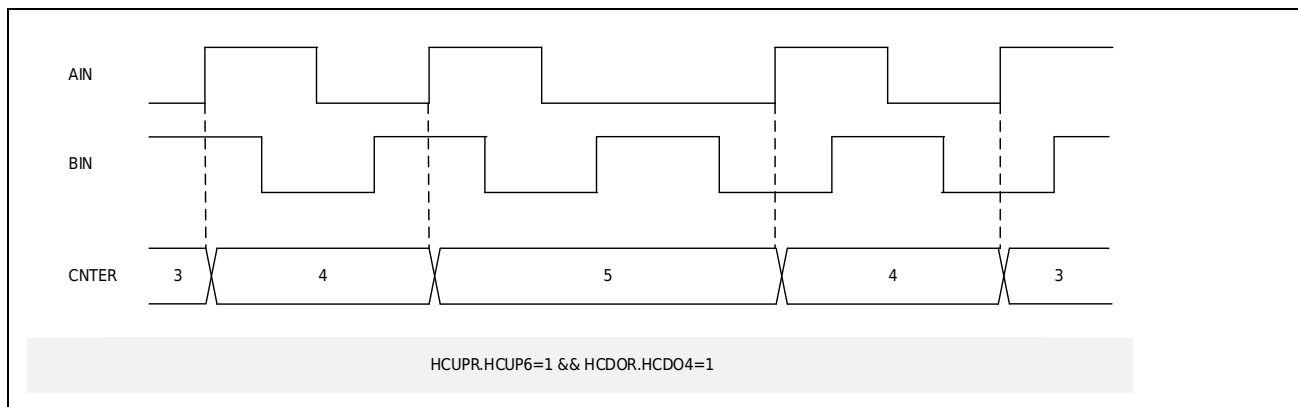 AIN
BIN
CNTER 3 4 5 4 3
HCUPR.HCUP6=1 && HCDOR.HCDO4=1